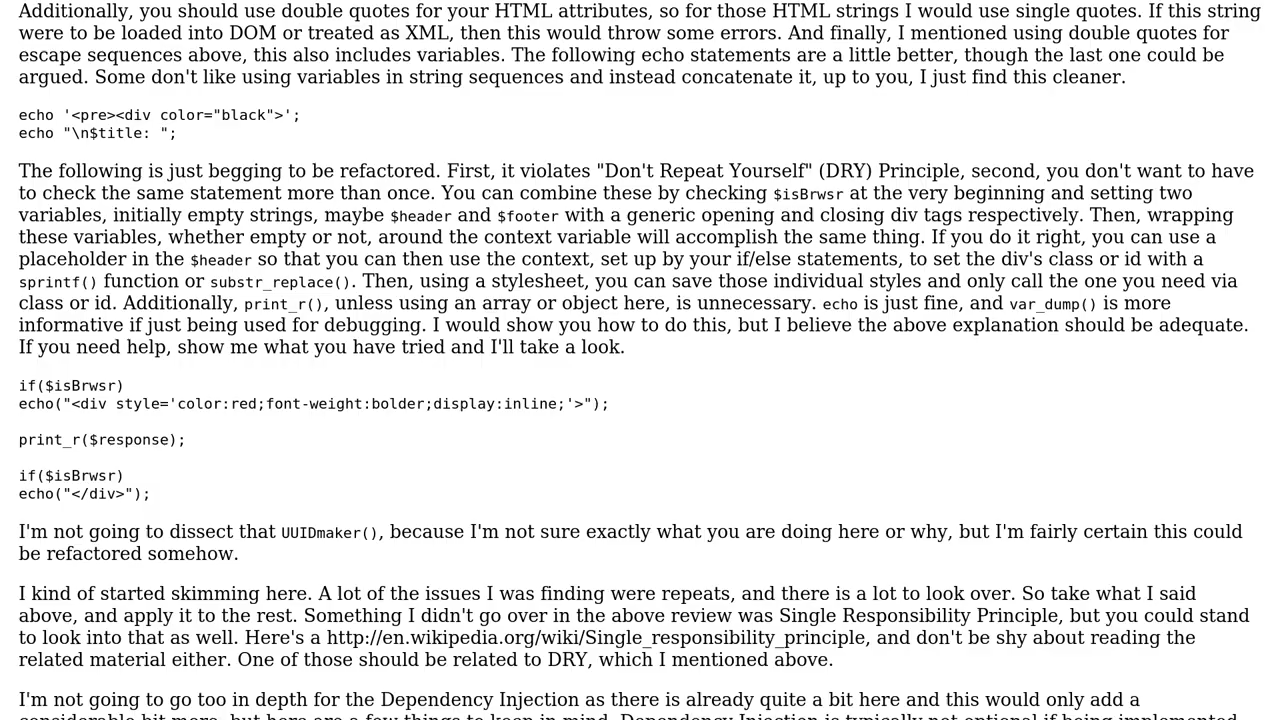 Additionally, you should use double quotes for your HTML attributes, so for those HTML strings I would use single quotes. If this string
were to be loaded into DOM or treated as XML, then this would throw some errors. And finally, I mentioned using double quotes for
escape sequences above, this also includes variables. The following echo statements are a little better, though the last one could be
argued. Some don't like using variables in string sequences and instead concatenate it, up to you, I just find this cleaner.
echo '<pre><div color="black">';
echo "\n$title: ";
The following is just begging to be refactored. First, it violates "Don't Repeat Yourself" (DRY) Principle, second, you don't want to have
to check the same statement more than once. You can combine these by checking $isBrwsr at the very beginning and setting two
variables, initially empty strings, maybe $header and $footer with a generic opening and closing div tags respectively. Then, wrapping
these variables, whether empty or not, around the context variable will accomplish the same thing. If you do it right, you can use a
placeholder in the $header so that you can then use the context, set up by your if/else statements, to set the div's class or id with a
sprintf() function or substr_replace(). Then, using a stylesheet, you can save those individual styles and only call the one you need via
class or id. Additionally, print_r(), unless using an array or object here, is unnecessary. echo is just fine, and var_dump() is more
informative if just being used for debugging. I would show you how to do this, but I believe the above explanation should be adequate.
If you need help, show me what you have tried and I'll take a look.
if($isBrwsr)
echo("<div style='color:red;font-weight:bolder;display:inline;'>");
print_r($response);
if($isBrwsr)
echo("</div>");
I'm not going to dissect that UUIDmaker(), because I'm not sure exactly what you are doing here or why, but I'm fairly certain this could
be refactored somehow.
I kind of started skimming here. A lot of the issues I was finding were repeats, and there is a lot to look over. So take what I said
above, and apply it to the rest. Something I didn't go over in the above review was Single Responsibility Principle, but you could stand
to look into that as well. Here's a http://en.wikipedia.org/wiki/Single_responsibility_principle, and don't be shy about reading the
related material either. One of those should be related to DRY, which I mentioned above.
I'm not going to go too in depth for the Dependency Injection as there is already quite a bit here and this would only add a
considerable bit more, but here are a few things to keep in mind. Dependency Injection is typically not optional if being implemented